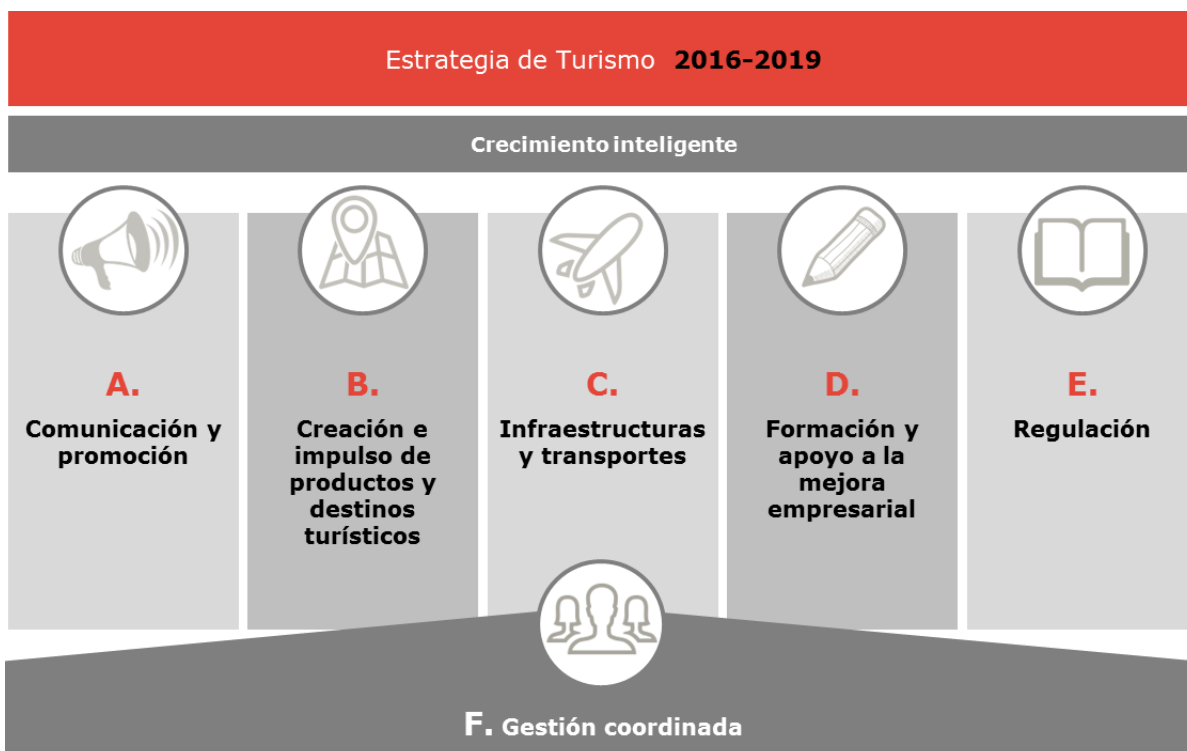 Estrategia de Turismo 2016-2019
Crecimiento inteligente
A.
Comunicación y
promoción
B.
Creación e
impulso de
productos y
destinos
turísticos
C.
Infraestructuras
y transportes
D.
Formación y
apoyo a la
mejora
empresarial
E.
Regulación
F. Gestión coordinada